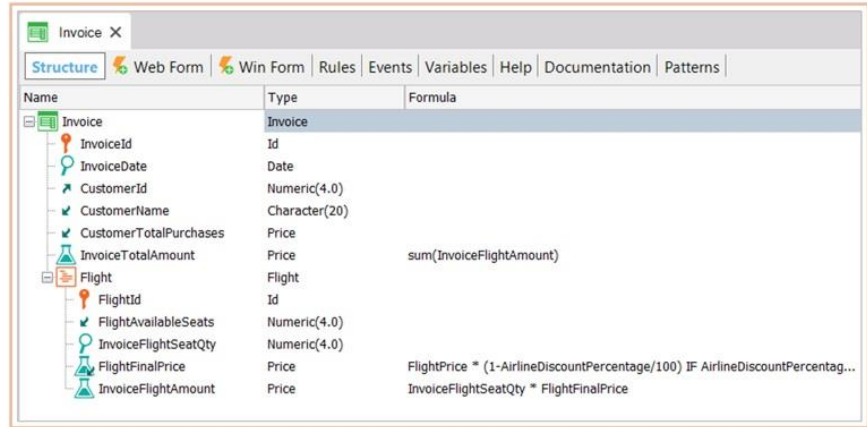 Invoice X
Structure Web Form Win Form Rules Events Variables Help Documentation Patterns
Name Type Formula
Invoice Invoice
InvoiceId Id
InvoiceDate Date
CustomerId Numeric(4.0)
CustomerName Character(20)
CustomerTotalPurchases Price
InvoiceTotalAmount Price sum(InvoiceFlightAmount)
Flight Flight
FlightId Id
FlightAvailableSeats Numeric(4.0)
InvoiceFlightSeatQty Numeric(4.0)
FlightFinalPrice Price FlightPrice * (1-AirlineDiscountPercentage/100) IF AirlineDiscountPercentag...
InvoiceFlightAmount Price InvoiceFlightSeatQty * FlightFinalPrice